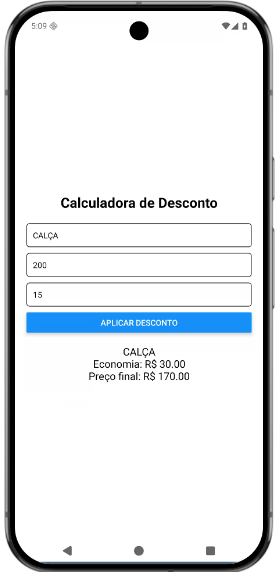 5:09
Calculadora de Desconto
CALÇA
200
15
APLICAR DESCONTO
CALÇA
Economia: R$ 30.00
Preço final: R$ 170.00